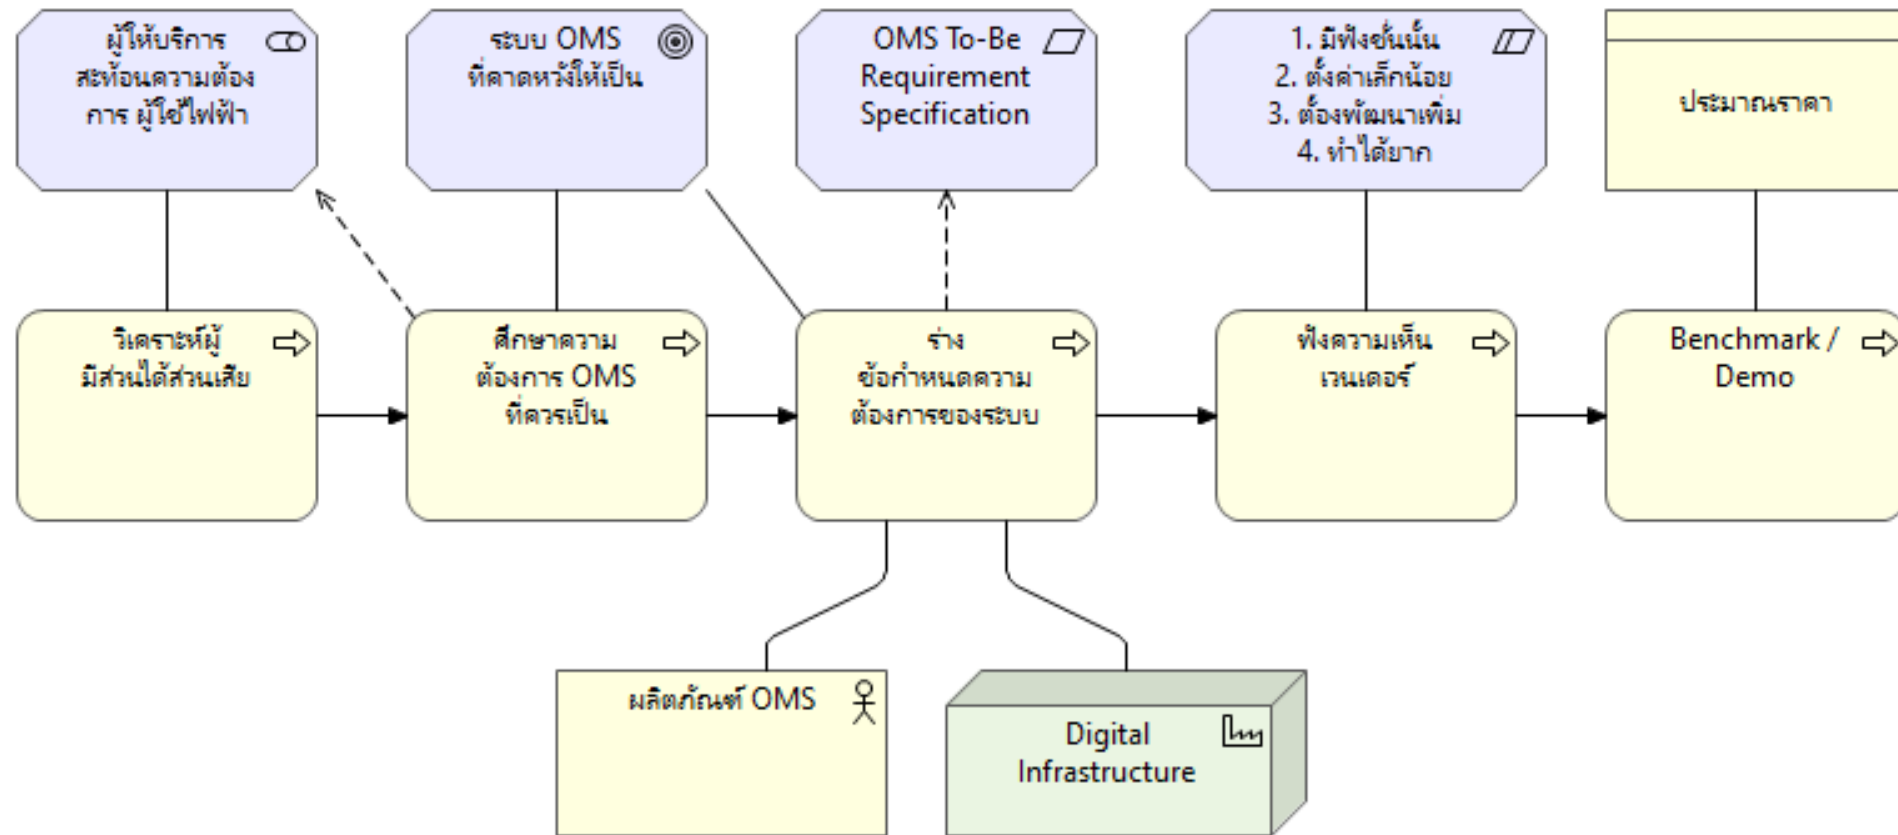 ผู้ให้บริการ
สะท้อนความต้อง
การ ผู้ใช้ไฟฟ้า
ระบบ OMS
ที่คาดหวังให้เป็น
OMS To-Be
Requirement
Specification
1. มีฟังชั่นนั้น
2. ตั้งค่าเล็กน้อย
3. ต้องพัฒนาเพิ่ม
4. ทำได้ยาก
ประมาณราคา
วิเคราะห์ผู้
มีส่วนได้ส่วนเสีย
ศึกษาความ
ต้องการ OMS
ที่ควรเป็น
ร่าง
ข้อกำหนดความ
ต้องการของระบบ
ฟังความเห็น
เวนเดอร์
Benchmark /
Demo
ผลิตภัณฑ์ OMS
Digital
Infrastructure